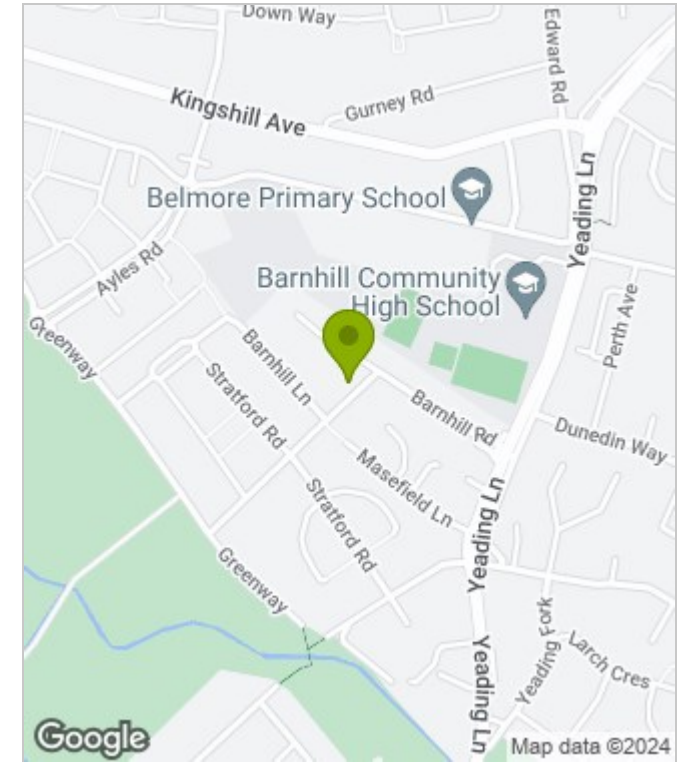 Down Way
Edward Rd
Kingshill Ave
Gurney Rd
Belmore Primary School
Yeading Ln
Ayles Rd
Barnhill Community
High School
Greenway
Perth Ave
Barnhill Ln
Stratford Rd
Barnhill Rd
Dunedin Way
Masefield Ln
Stratford Rd
Yeading Ln
Greenway
Yeading Fork
Larch Cres
Yeading Ln
Google
Map data ©2024